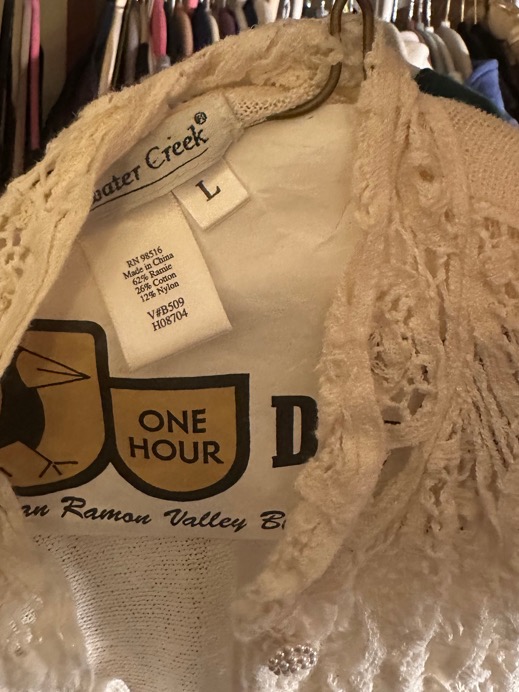 water Creek®
L
RN 98516
Made in China
62% Ramie
26% Cotton
12% Nylon
V#B509
H08704
ONE
HOUR
D
an Ramon Valley B